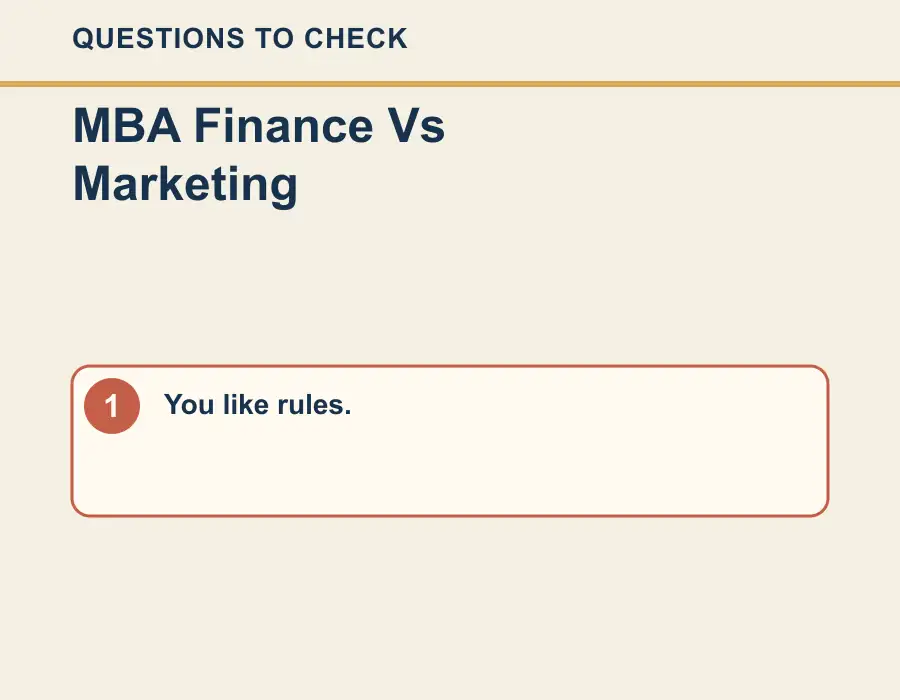 QUESTIONS TO CHECK
MBA Finance Vs
Marketing
1 You like rules.